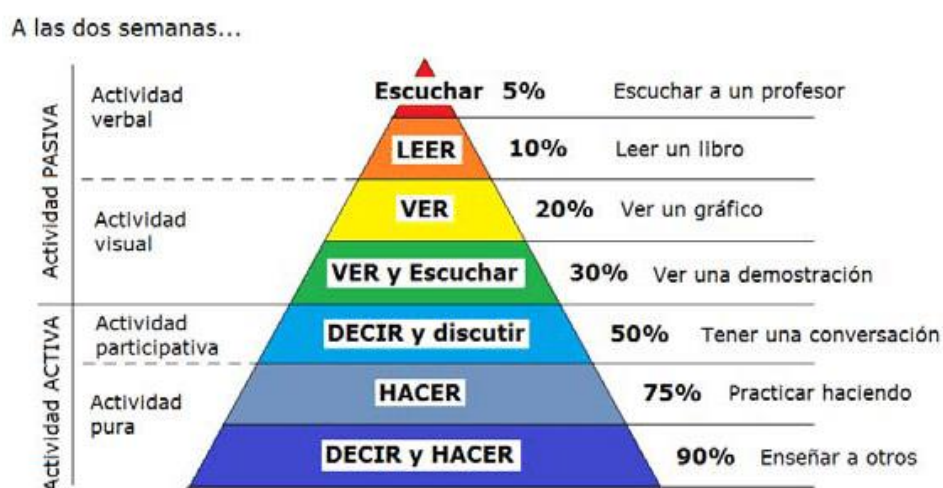 A las dos semanas...
Actividad PASIVA
Actividad
verbal
Escuchar 5% Escuchar a un profesor
LEER 10% Leer un libro
Actividad
visual
VER 20% Ver un gráfico
VER y Escuchar 30% Ver una demostración
Actividad ACTIVA
Actividad
participativa
DECIR y discutir 50% Tener una conversación
Actividad
pura
HACER 75% Practicar haciendo
DECIR y HACER 90% Enseñar a otros